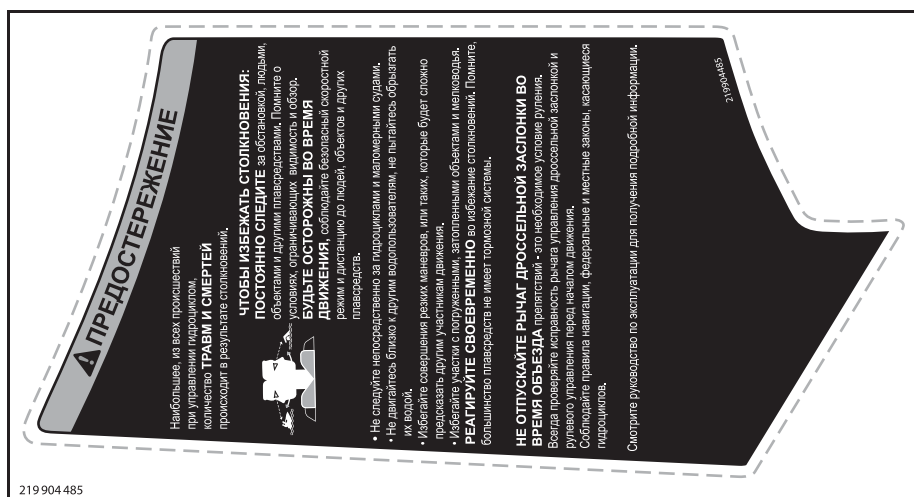 ПРЕДОСТЕРЕЖЕНИЕ
Наибольшее, из всех происшествий
при управлении гидроциклом,
количество ТРАВМ И СМЕРТЕЙ
происходит в результате столкновений.
ЧТОБЫ ИЗБЕЖАТЬ СТОЛКНОВЕНИЯ:
ПОСТОЯННО СЛЕДИТЕ за обстановкой, людьми,
объектами и другими плавсредствами. Помните о
условиях, ограничивающих видимость и обзор.
БУДЬТЕ ОСТОРОЖНЫ ВО ВРЕМЯ
ДВИЖЕНИЯ, соблюдайте безопасный скоростной
режим и дистанцию до людей, объектов и других
плавсредств.
• Не следуйте непосредственно за гидроциклами и маломерными судами.
• Не двигайтесь близко к другим водопользователям, не пытайтесь обрызгать
их водой.
• Избегайте совершения резких маневров, или таких, которые будет сложно
предсказать другим участникам движения.
• Избегайте участки с погруженными, затопленными объектами и мелководья.
РЕАГИРУЙТЕ СВОЕВРЕМЕННО во избежание столкновений. Помните,
большинство плавсредств не имеет тормозной системы.
НЕ ОТПУСКАЙТЕ РЫЧАГ ДРОССЕЛЬНОЙ ЗАСЛОНКИ ВО
ВРЕМЯ ОБЪЕЗДА препятствий - это необходимое условие руления.
Всегда проверяйте исправность рычага управления дроссельной заслонкой и
рулевого управления перед началом движения.
Соблюдайте правила навигации, федеральные и местные законы, касающиеся
гидроциклов.
Смотрите руководство по эксплуатации для получения подробной информации.
219904485
219 904 485